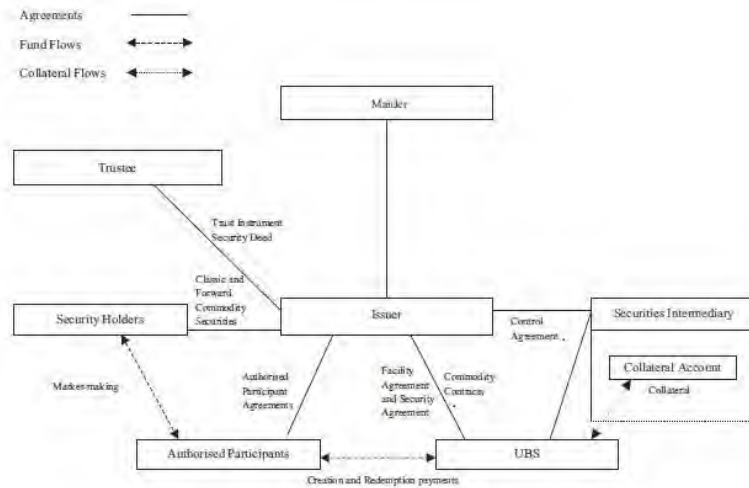 Agreements
Fund Flows
Collateral Flows
Trustee
Trust Instrument
Security Deed
Classic and
Forward
Commodity
Securities
Security Holders
Issuer
Securities Intermediary
Control
Agreement
Collateral Account
Collateral
Market-making
Authorised
Participant
Agreements
Facility
Agreement
and Security
Agreement
Commodity
Contracts
Authorised Participants
UBS
Creation and Redemption payments